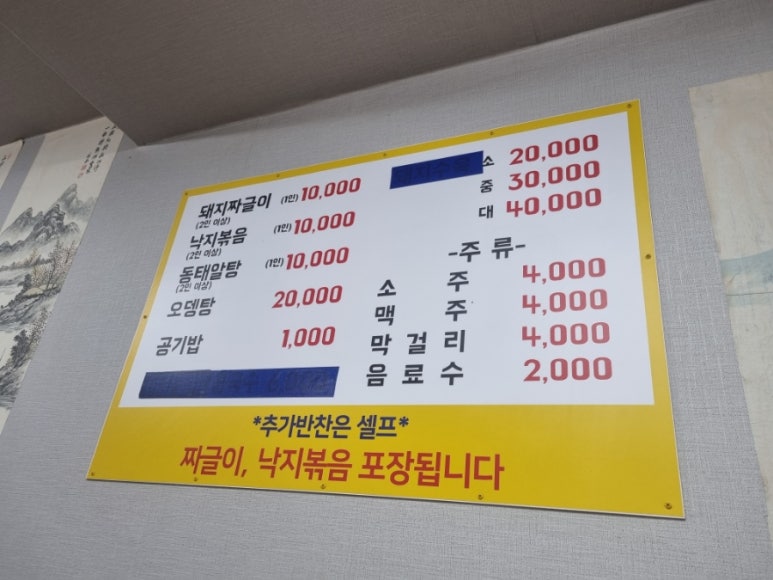 돼지짜글이 (1인) 10,000
(2인 이상)
낙지볶음 (1인) 10,000
(2인 이상)
동태알탕 (1인) 10,000
(2인 이상)
오뎅탕 20,000
공기밥 1,000
소 20,000
중 30,000
대 40,000
-주 류-
소 주 4,000
맥 주 4,000
막 걸 리 4,000
음 료 수 2,000
*추가반찬은 셀프*
짜글이, 낙지볶음 포장됩니다